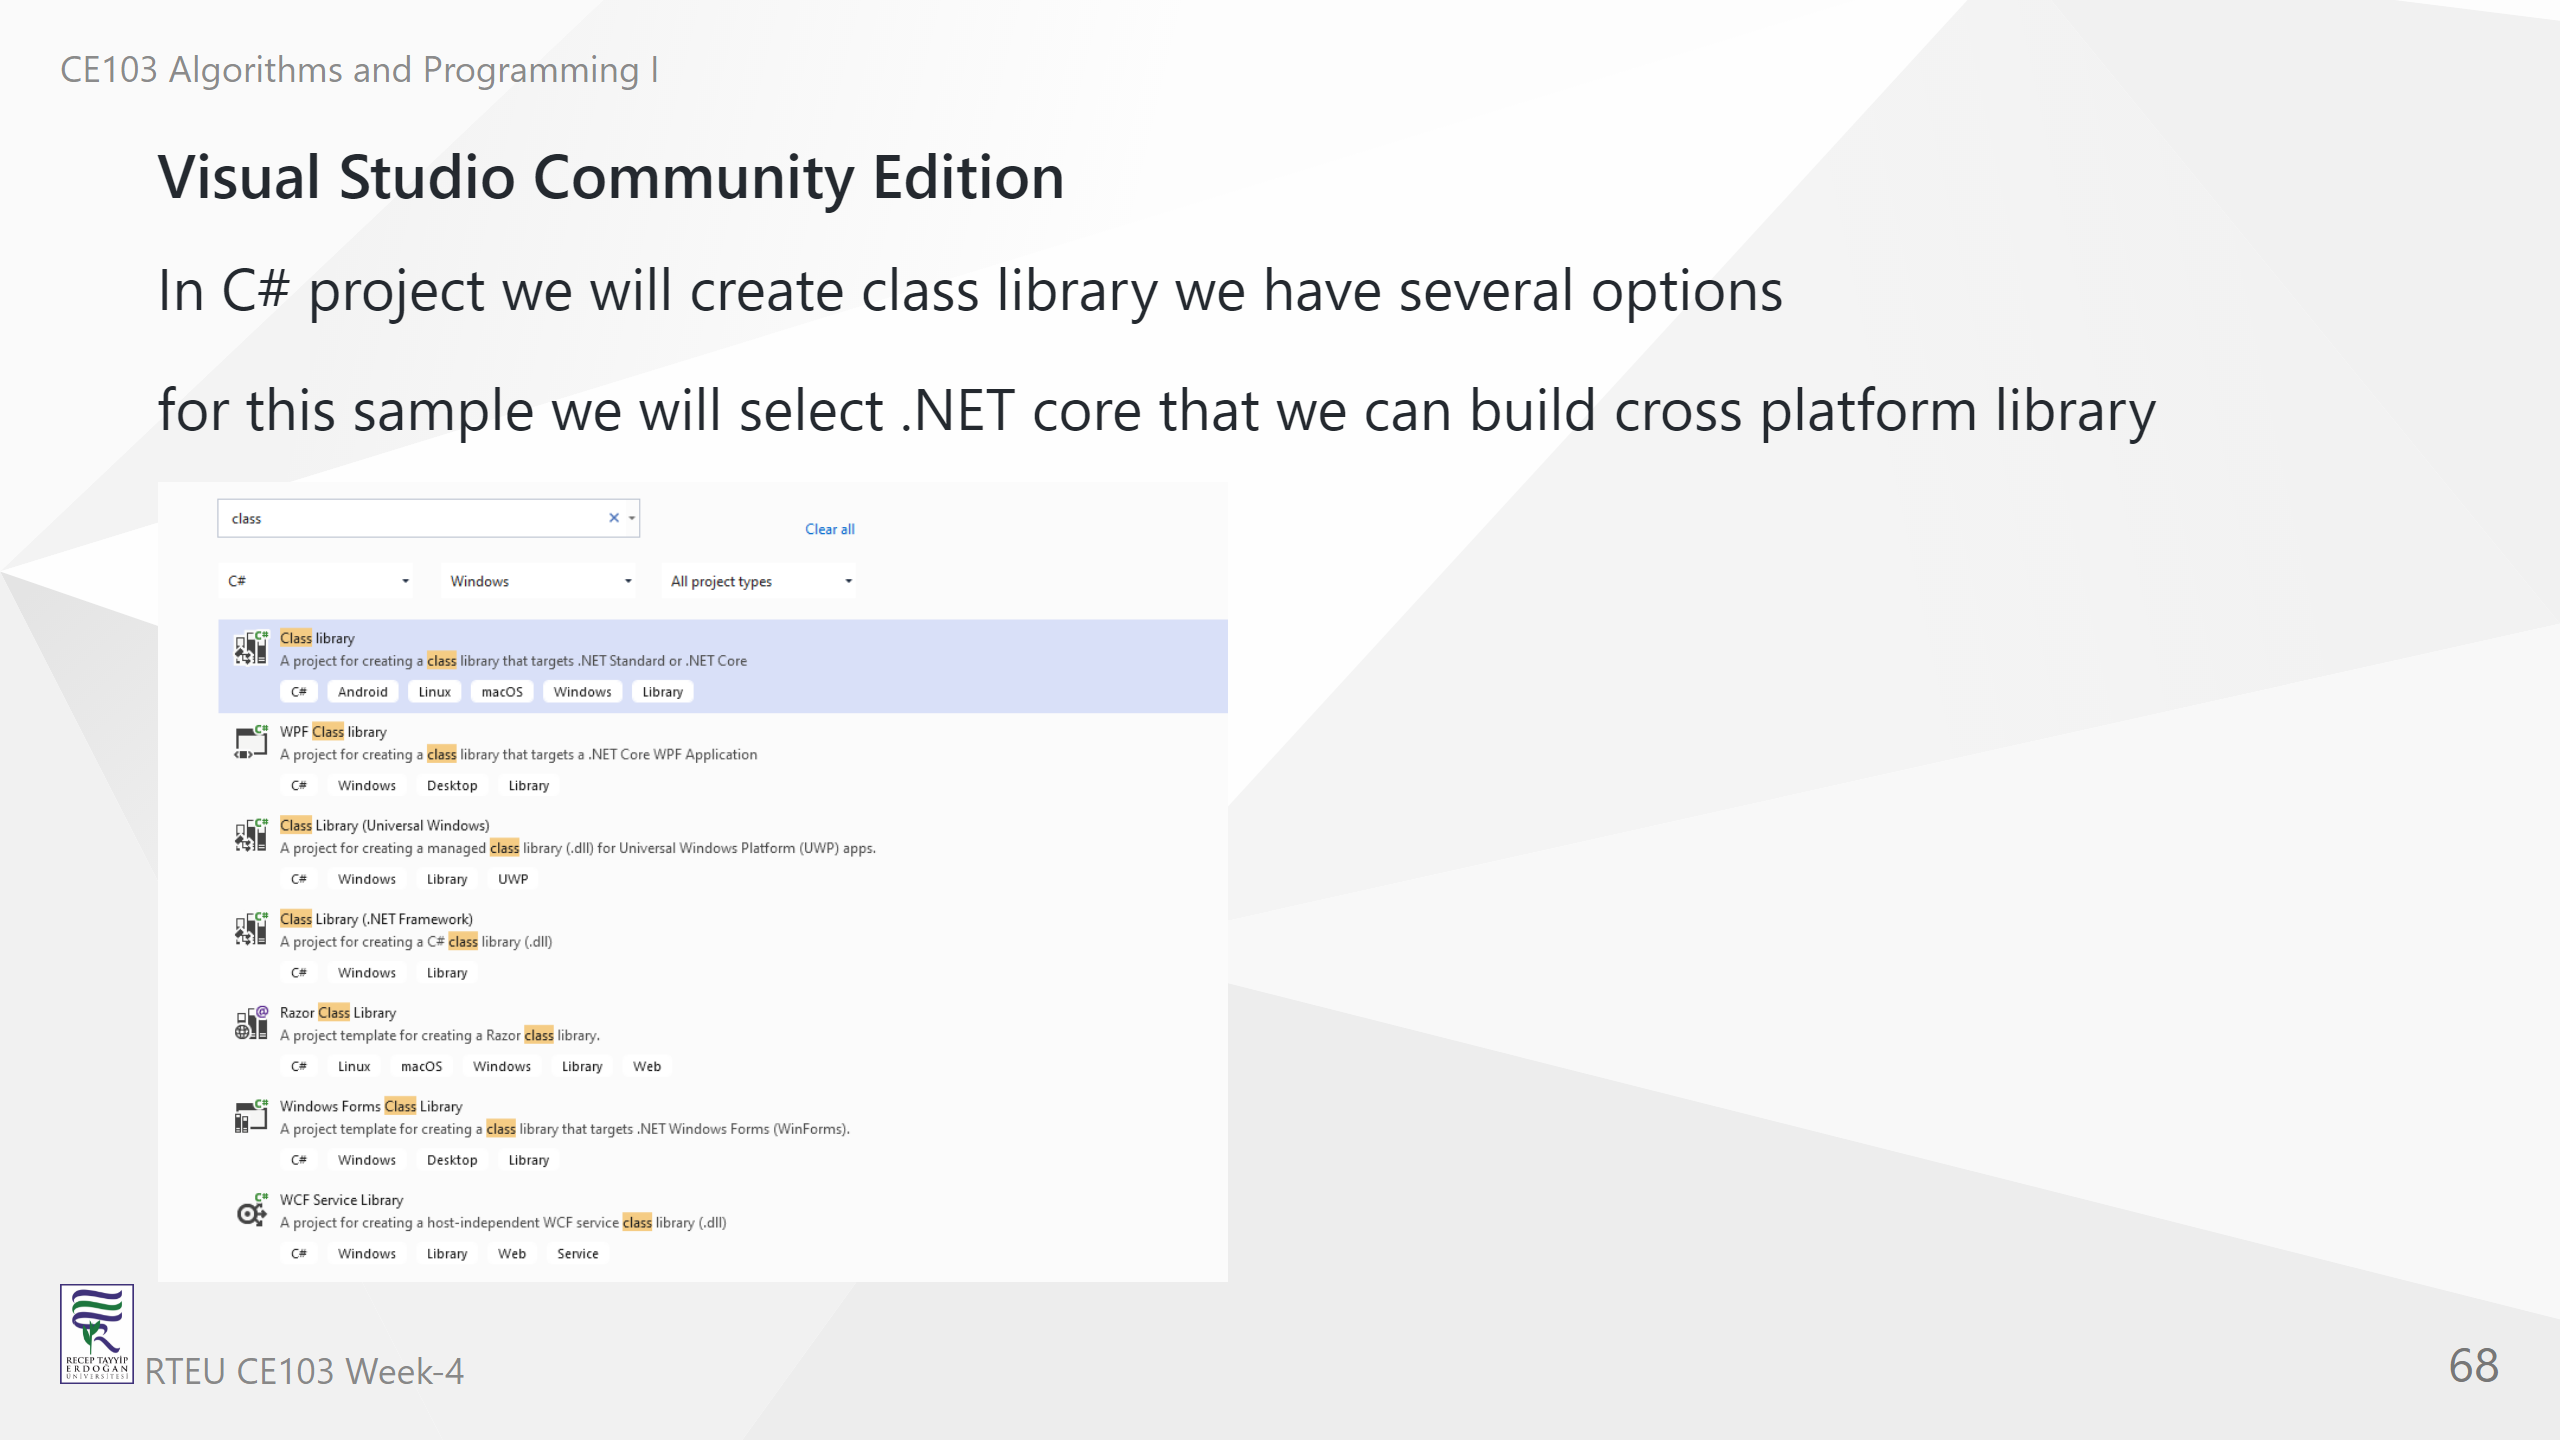 CE103 Algorithms and Programming I
Visual Studio Community Edition
In C# project we will create class library we have several options
for this sample we will select .NET core that we can build cross platform library
class
Clear all
C# Windows All project types
Class library
A project for creating a class library that targets .NET Standard or .NET Core
C# Android Linux macOS Windows Library
WPF Class library
A project for creating a class library that targets a .NET Core WPF Application
C# Windows Desktop Library
Class Library (Universal Windows)
A project for creating a managed class library (.dll) for Universal Windows Platform (UWP) apps.
C# Windows Library UWP
Class Library (.NET Framework)
A project for creating a C# class library (.dll)
C# Windows Library
Razor Class Library
A project template for creating a Razor class library.
C# Linux macOS Windows Library Web
Windows Forms Class Library
A project template for creating a class library that targets .NET Windows Forms (WinForms).
C# Windows Desktop Library
WCF Service Library
A project for creating a host-independent WCF service class library (.dll)
C# Windows Library Web Service
RECEP TAYYİP
ERDOĞAN
ÜNİVERSİTESİ
RTEU CE103 Week-4
68